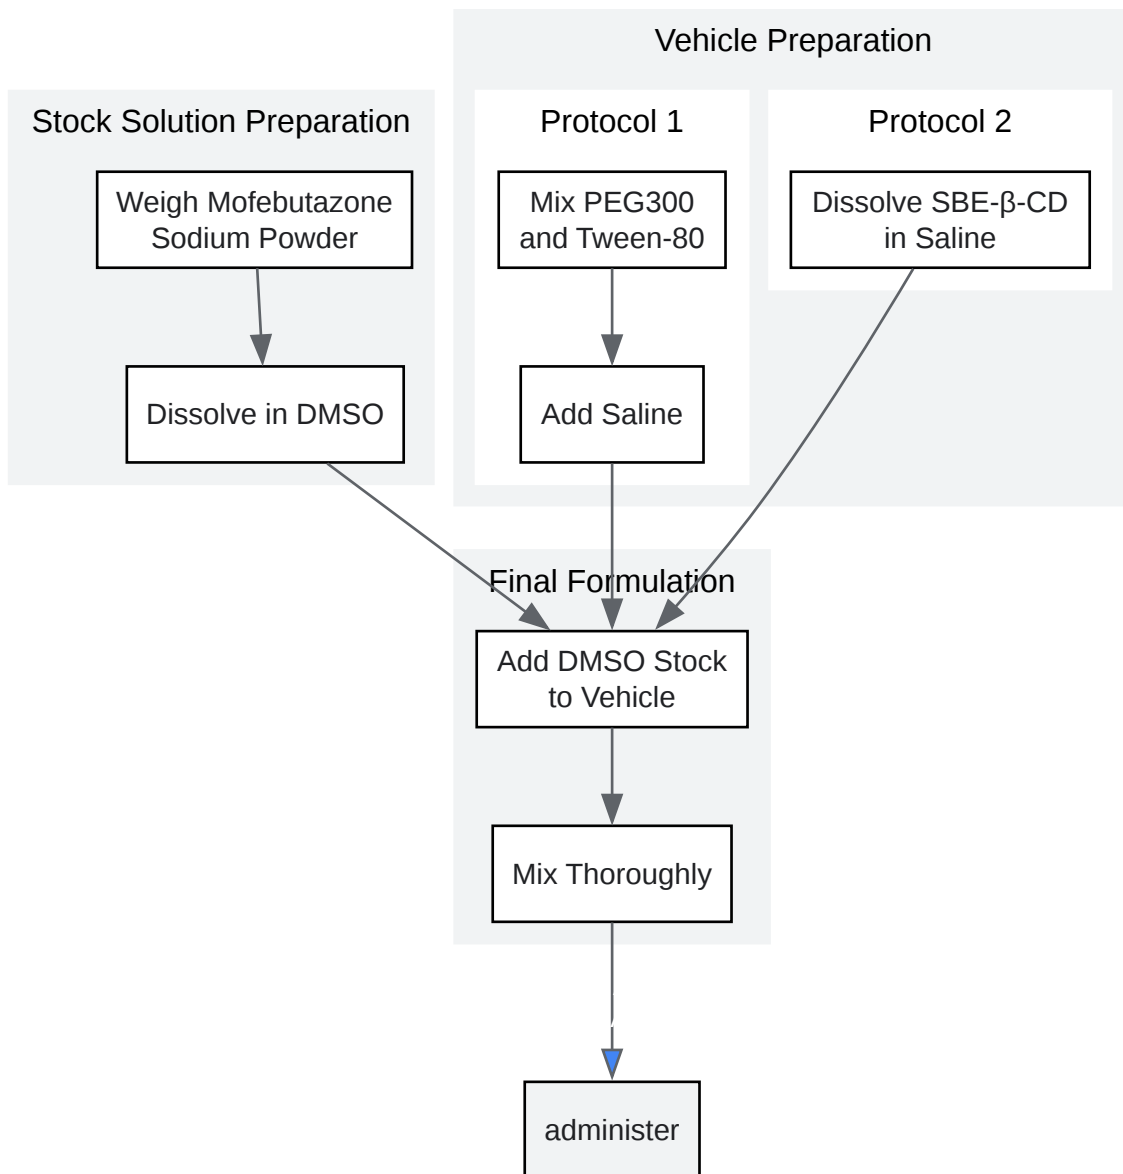 Vehicle Preparation
Stock Solution Preparation
Protocol 1
Protocol 2
Weigh Mofebutazone
Sodium Powder
Mix PEG300
and Tween-80
Dissolve SBE-β-CD
in Saline
Dissolve in DMSO
Add Saline
Final Formulation
Add DMSO Stock
to Vehicle
Mix Thoroughly
administer